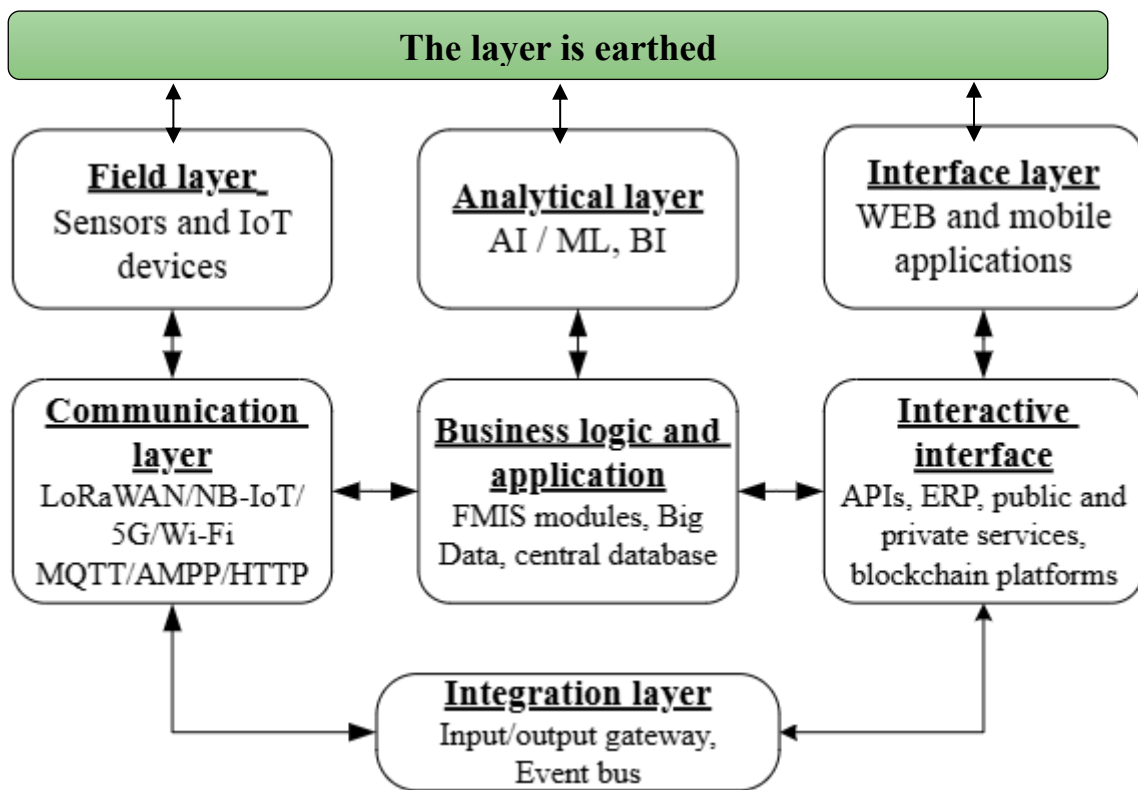 The layer is earthed
Field layer
Sensors and IoT
devices
Analytical layer
AI / ML, BI
Interface layer
WEB and mobile
applications
Communication
layer
LoRaWAN/NB-IoT/
5G/Wi-Fi
MQTT/AMPP/HTTP
Business logic and
application
FMIS modules, Big
Data, central database
Interactive
interface
APIs, ERP, public and
private services,
blockchain platforms
Integration layer
Input/output gateway,
Event bus